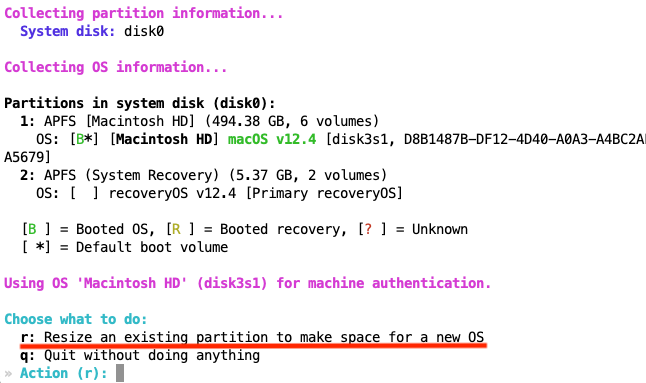 Collecting partition information...
System disk: disk0
Collecting OS information...
Partitions in system disk (disk0):
1: APFS [Macintosh HD] (494.38 GB, 6 volumes)
OS: [B*] [Macintosh HD] macOS v12.4 [disk3s1, D8B1487B-DF12-4D40-A0A3-A4BC2A
A5679]
2: APFS (System Recovery) (5.37 GB, 2 volumes)
OS: [  ] recoveryOS v12.4 [Primary recoveryOS]
[B ] = Booted OS, [R ] = Booted recovery, [? ] = Unknown
[ *] = Default boot volume
Using OS 'Macintosh HD' (disk3s1) for machine authentication.
Choose what to do:
r: Resize an existing partition to make space for a new OS
q: Quit without doing anything
» Action (r):